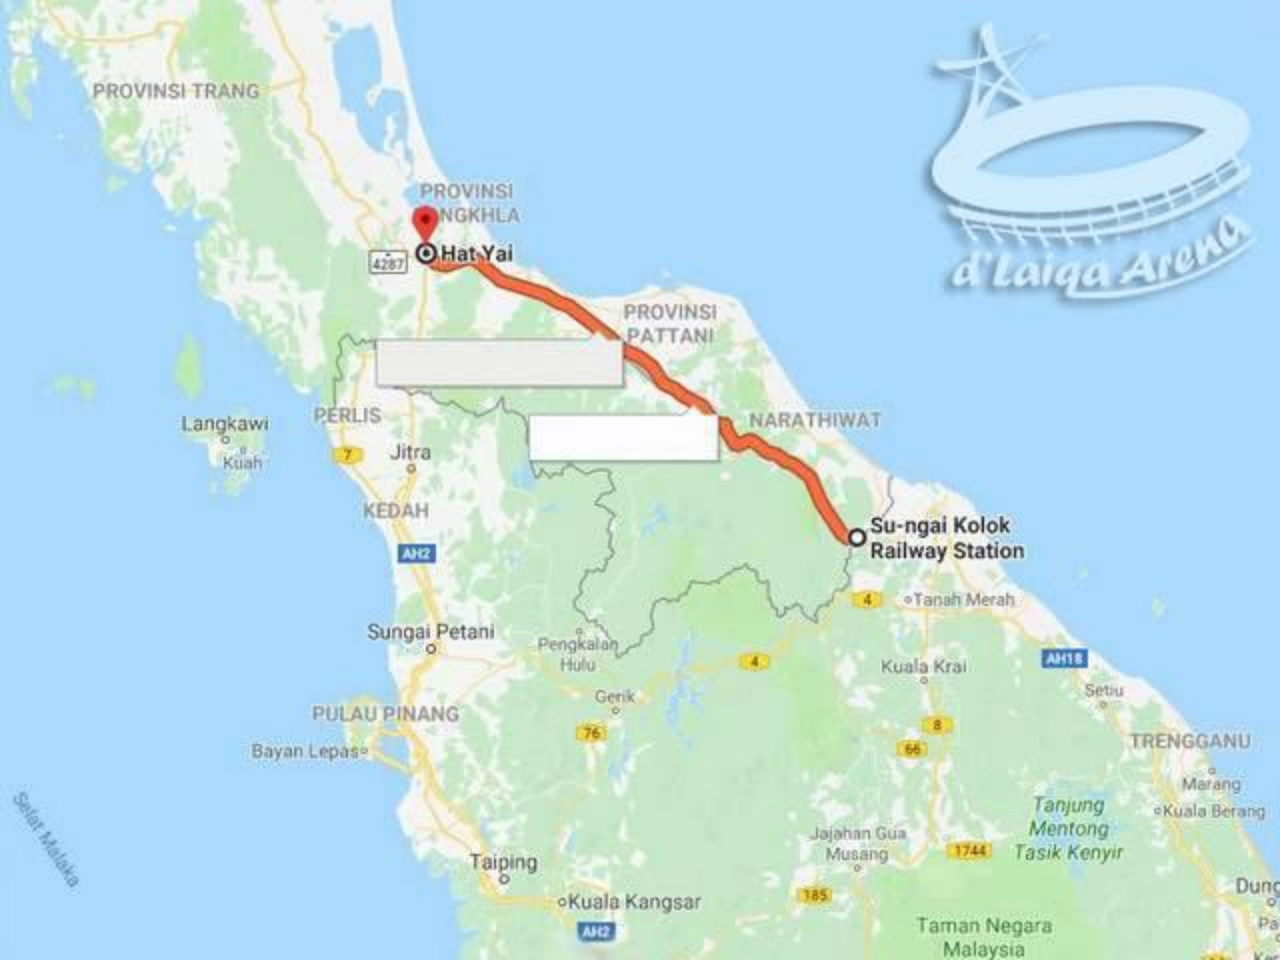 PROVINSI TRANG
PROVINSI
NGKHLA
4287
Hat Yai
PROVINSI
PATTANI
NARATHIWAT
PERLIS
Langkawi
Kuah
7
Jitra
KEDAH
AH2
Su-ngai Kolok
Railway Station
4
Tanah Merah
Sungai Petani
Pengkalan
Hulu
4
Kuala Krai
AH18
Gerik
Setiu
PULAU PINANG
76
8
66
Bayan Lepas
TRENGGANU
Marang
Kuala Berang
Selat Malaka
Tanjung
Mentong
Tasik Kenyir
Jajahan Gua
Musang
1744
Taiping
185
Kuala Kangsar
AH2
Taman Negara
Malaysia
Dung
Pa
d'Laiqa Arena